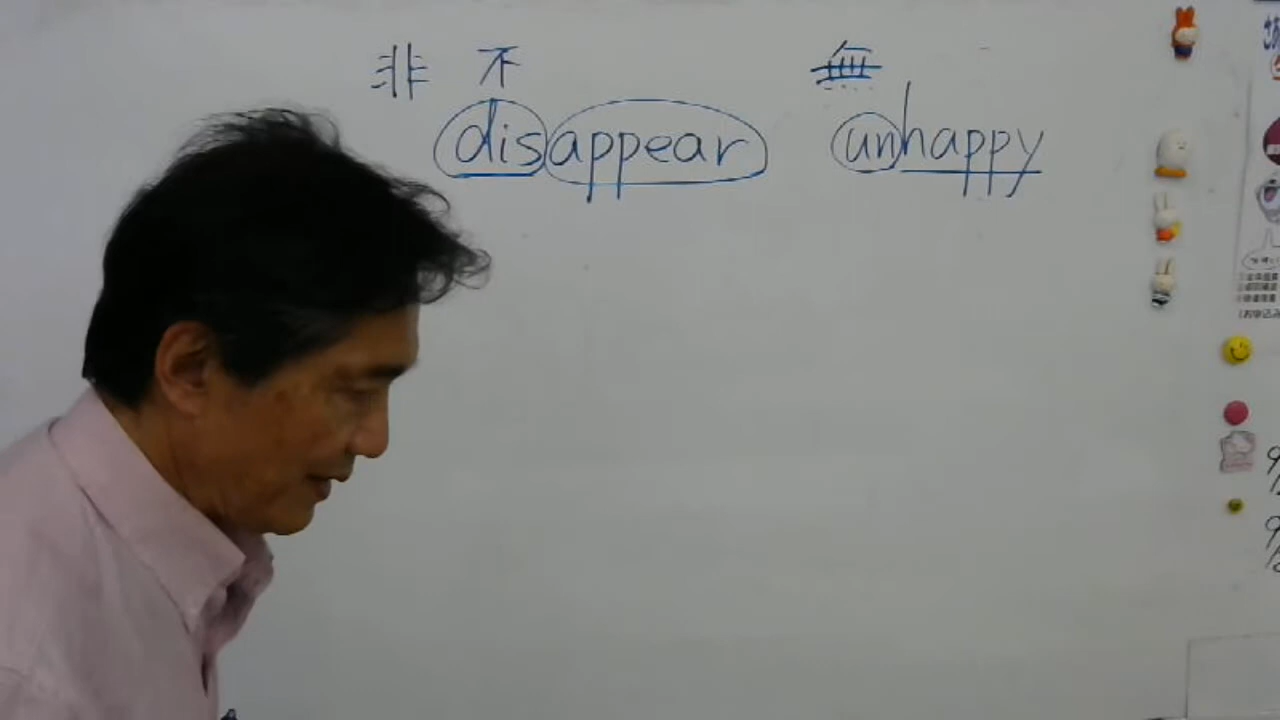 非 不 無
disappear unhappy